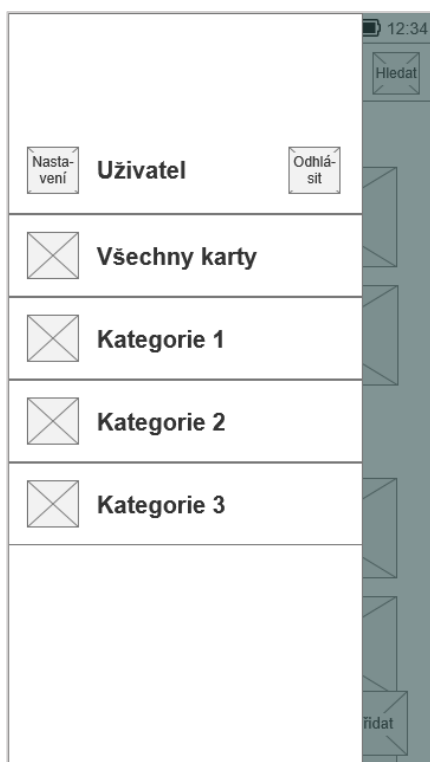 12:34
Hledat
Nasta-
vení
Uživatel
Odhlá-
sit
Všechny karty
Kategorie 1
Kategorie 2
Kategorie 3
řidat